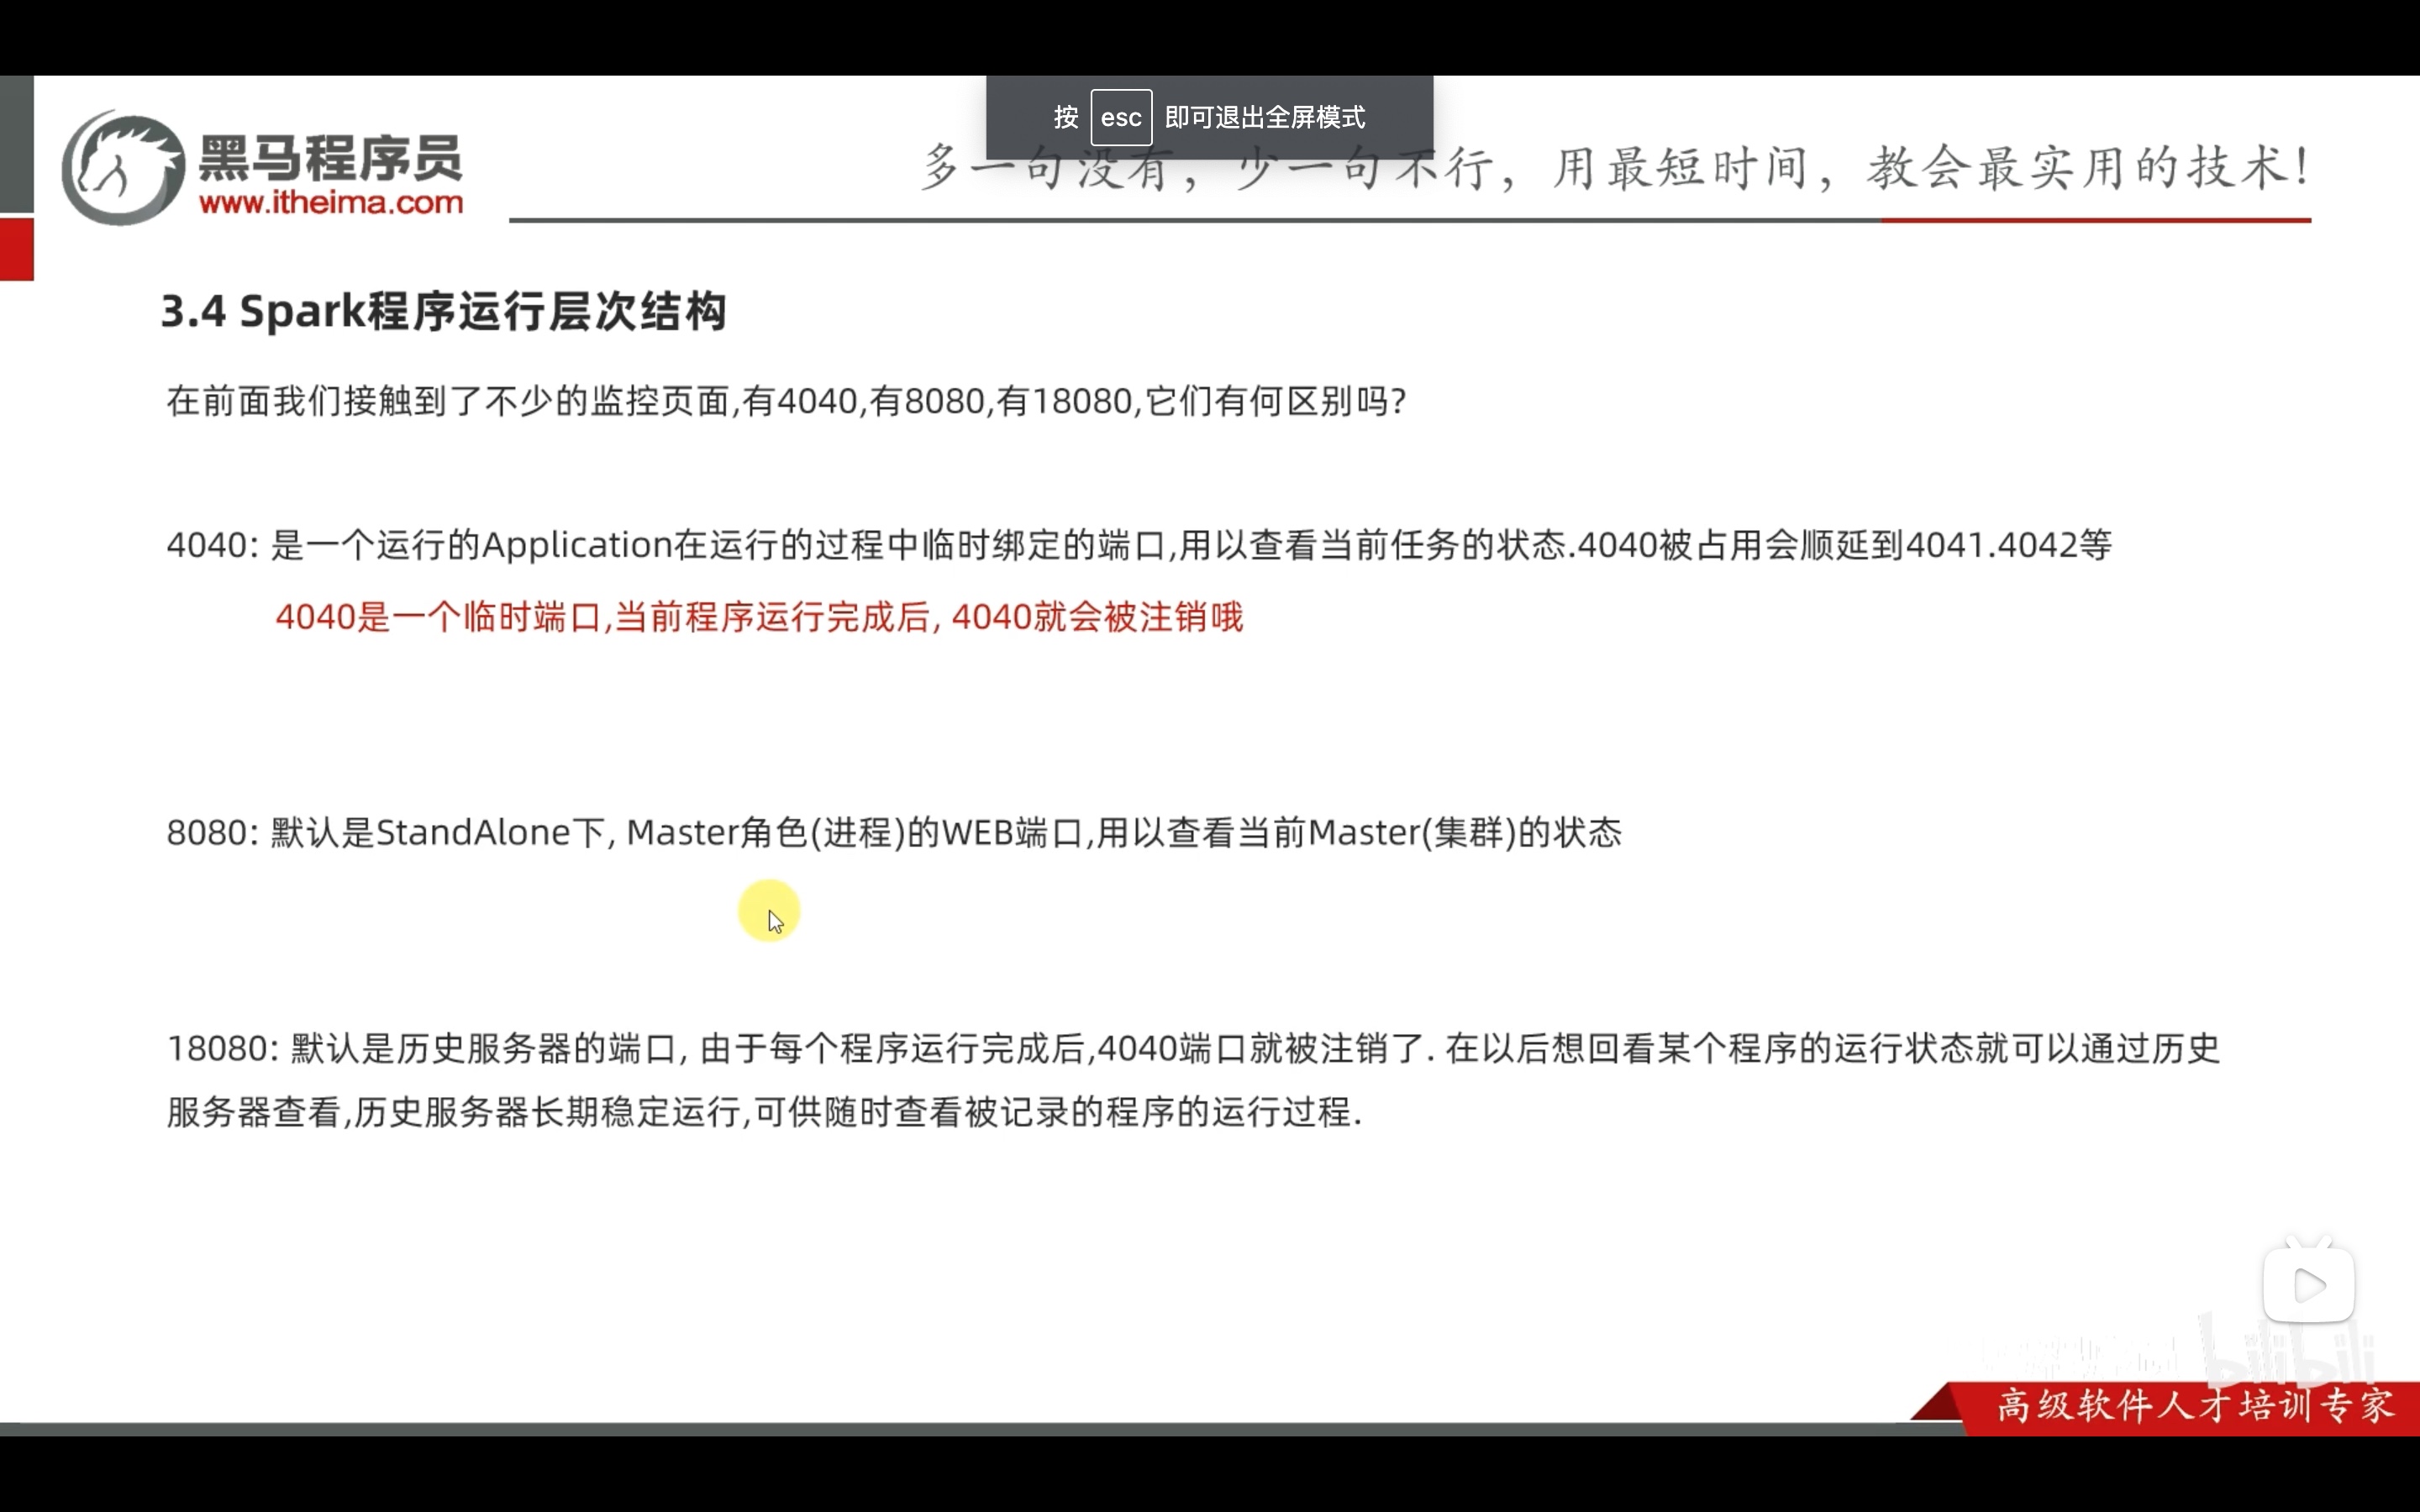 按 esc 即可退出全屏模式
黑马程序员
www.itheima.com
多一句没有，少一句不行，用最短时间，教会最实用的技术！
3.4 Spark程序运行层次结构
在前面我们接触到了不少的监控页面,有4040,有8080,有18080,它们有何区别吗?
4040: 是一个运行的Application在运行的过程中临时绑定的端口,用以查看当前任务的状态.4040被占用会顺延到4041.4042等
4040是一个临时端口,当前程序运行完成后, 4040就会被注销哦
8080: 默认是StandAlone下, Master角色(进程)的WEB端口,用以查看当前Master(集群)的状态
18080: 默认是历史服务器的端口, 由于每个程序运行完成后,4040端口就被注销了. 在以后想回看某个程序的运行状态就可以通过历史
服务器查看,历史服务器长期稳定运行,可供随时查看被记录的程序的运行过程.
bilibili
高级软件人才培训专家